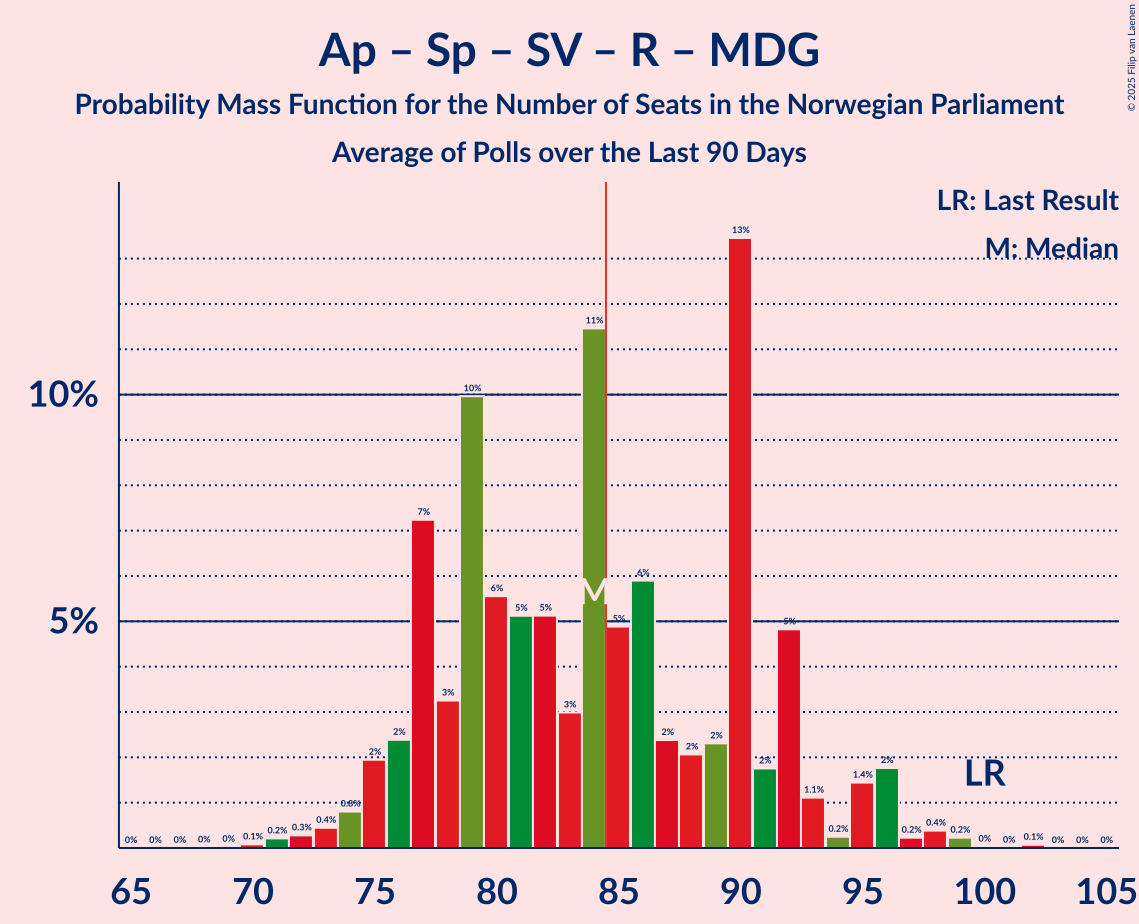 Ap – Sp – SV – R – MDG
Probability Mass Function for the Number of Seats in the Norwegian Parliament
Average of Polls over the Last 90 Days
© 2025 Filip van Laenen
LR: Last Result
M: Median
10%
5%
0% 0% 0% 0% 0% 0.1% 0.2% 0.3% 0.4% 0.8% 2% 2% 7% 3% 10% 6% 5% 5% 3% 11% 5% 6% 2% 2% 2% 13% 2% 5% 1.1% 0.2% 1.4% 2% 0.2% 0.4% 0.2% 0% 0% 0.1% 0% 0% 0%
M
LR
65 70 75 80 85 90 95 100 105